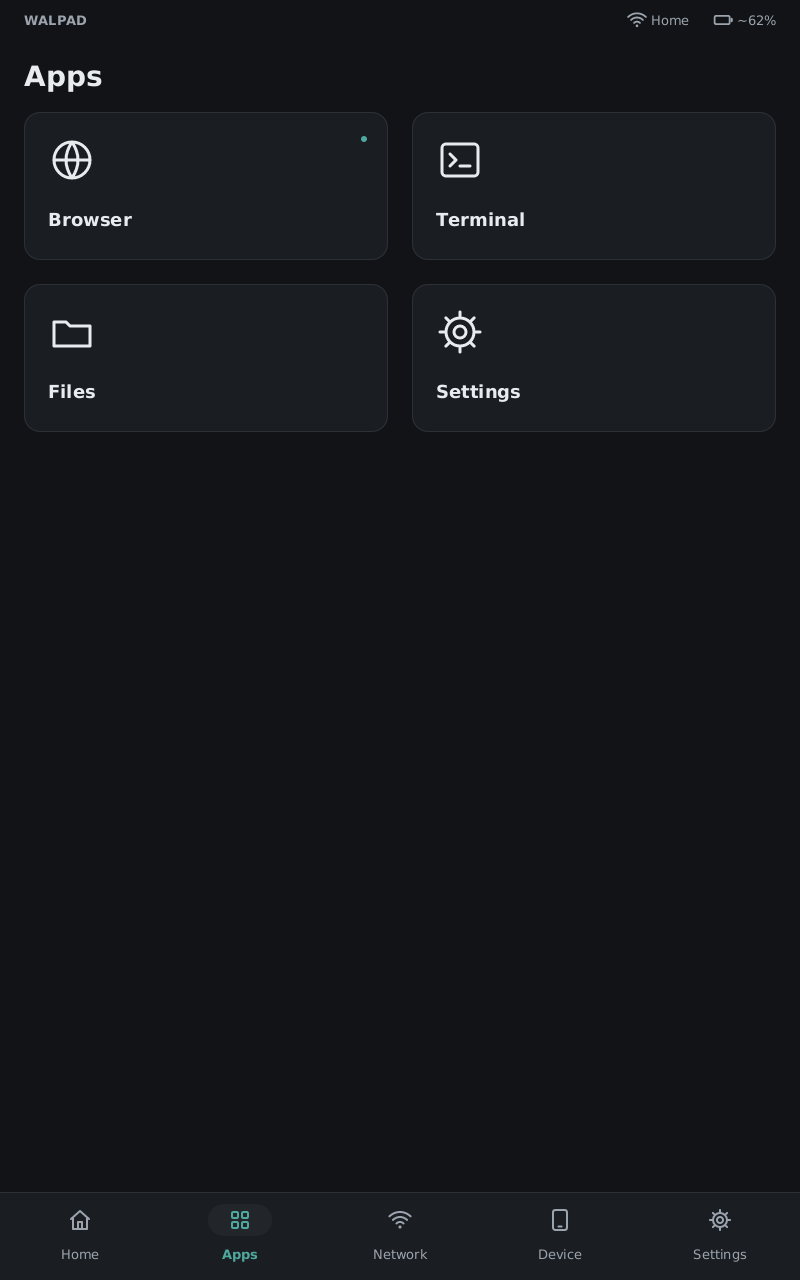 WALPAD Home ~62%
Apps
Browser Terminal
Files Settings
Home Apps Network Device Settings